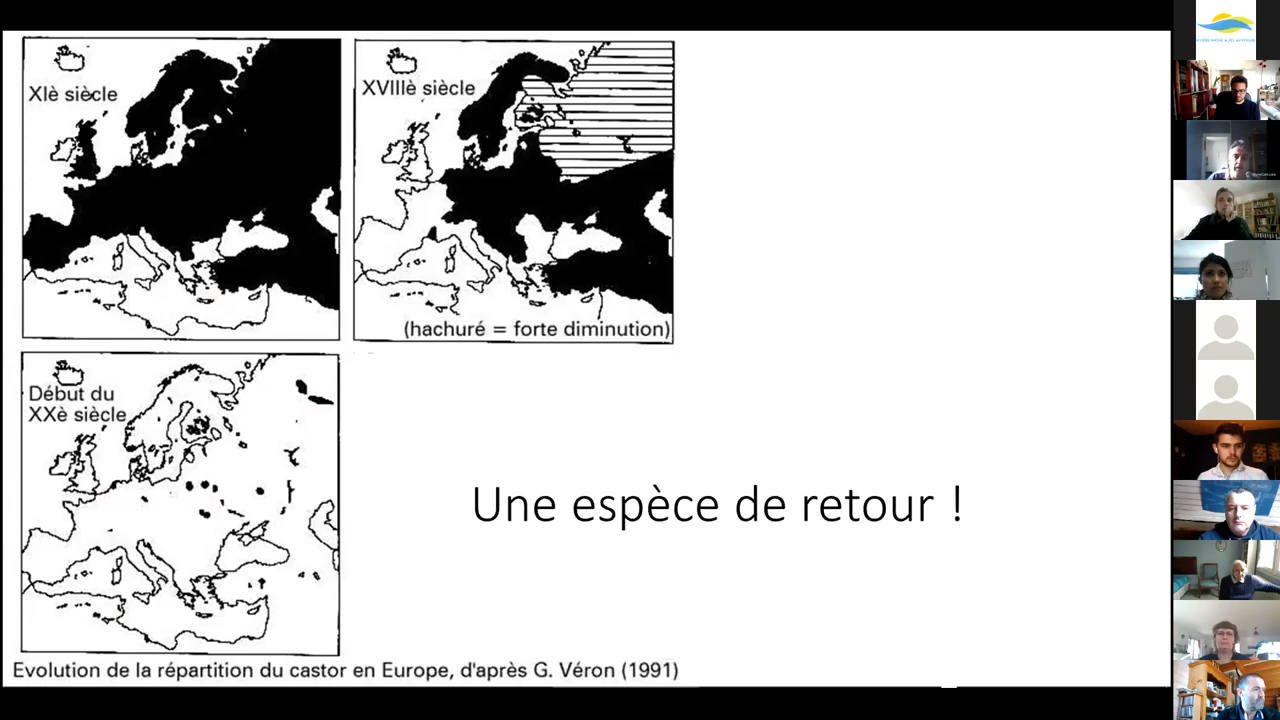 XIè siècle
XVIIIè siècle
(hachuré = forte diminution)
Début du
XXè siècle
Une espèce de retour !
Evolution de la répartition du castor en Europe, d'après G. Véron (1991)